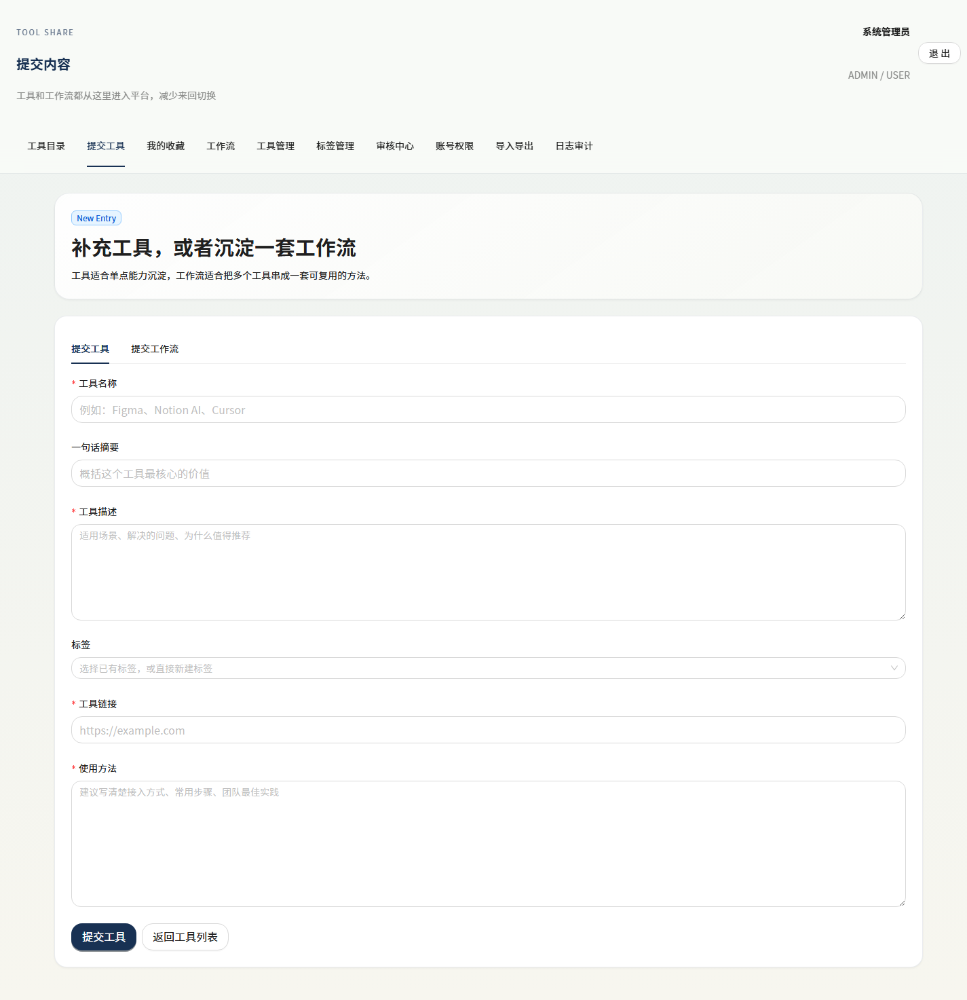 TOOL SHARE
提交内容
工具和工作流都从这里进入平台，减少来回切换
系统管理员
ADMIN / USER
退 出
工具目录 提交工具 我的收藏 工作流 工具管理 标签管理 审核中心 账号权限 导入导出 日志审计
New Entry
补充工具，或者沉淀一套工作流
工具适合单点能力沉淀，工作流适合把多个工具串成一套可复用的方法。
提交工具 提交工作流
* 工具名称
例如：Figma、Notion AI、Cursor
一句话摘要
概括这个工具最核心的价值
* 工具描述
适用场景、解决的问题、为什么值得推荐
标签
选择已有标签，或直接新建标签
* 工具链接
https://example.com
* 使用方法
建议写清楚接入方式、常用步骤、团队最佳实践
提交工具 返回工具列表